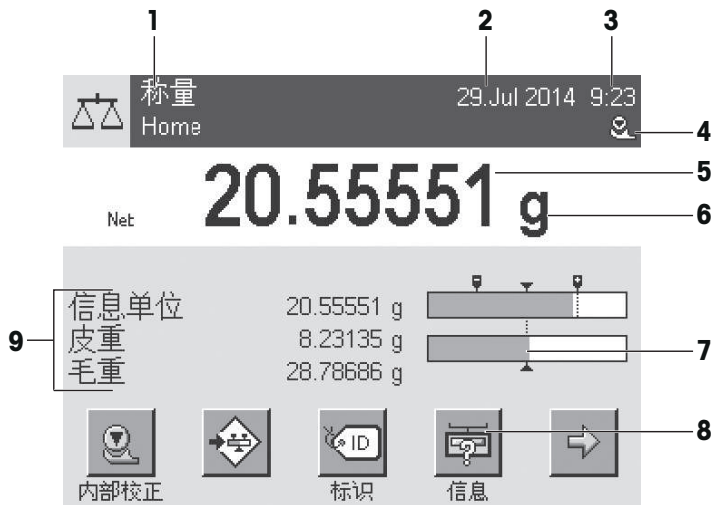 1 2 3
称量 29.Jul 2014 9:23
Home
4
5
Net 20.55551 g
6
9
信息单位 20.55551 g
皮重 8.23135 g
7
毛重 28.78686 g
ID
8
内部校正 标识 信息